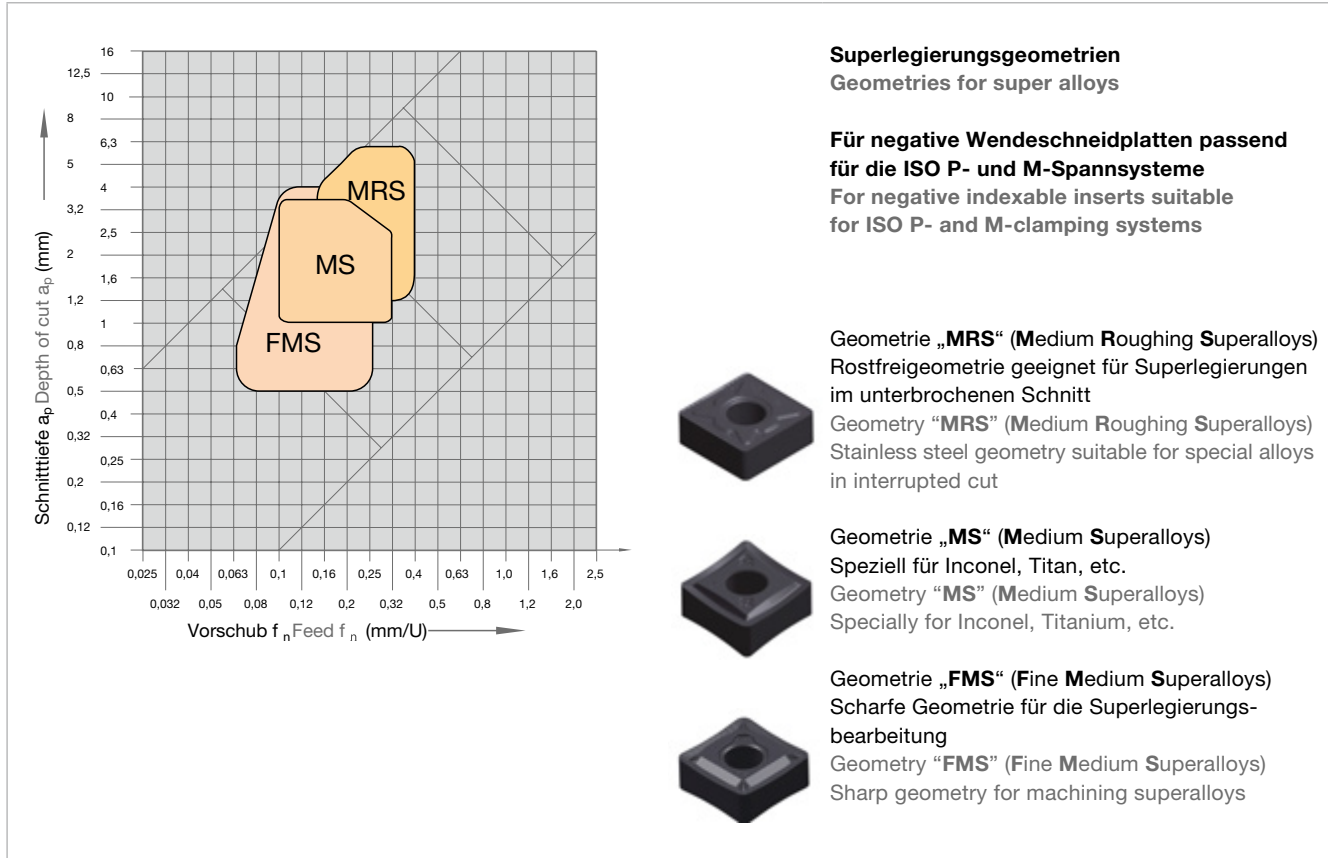 16
12,5
10
8
6,3
5
4
3,2
2,5
2
1,6
1,2
1
0,8
0,63
0,5
0,4
0,32
0,25
0,2
0,16
0,12
0,1
Schnitttiefe ap Depth of cut ap (mm)
MRS
MS
FMS
0,025 0,04 0,063 0,1 0,16 0,25 0,4 0,63 1,0 1,6 2,5
0,032 0,05 0,08 0,12 0,2 0,32 0,5 0,8 1,2 2,0
Vorschub f n Feed f n (mm/U)
Superlegierungsgeometrien
Geometries for super alloys
Für negative Wendeschneidplatten passend
für die ISO P- und M-Spannsysteme
For negative indexable inserts suitable
for ISO P- and M-clamping systems
Geometrie „MRS“ (Medium Roughing Superalloys)
Rostfreigeometrie geeignet für Superlegierungen
im unterbrochenen Schnitt
Geometry “MRS” (Medium Roughing Superalloys)
Stainless steel geometry suitable for special alloys
in interrupted cut
Geometrie „MS“ (Medium Superalloys)
Speziell für Inconel, Titan, etc.
Geometry “MS” (Medium Superalloys)
Specially for Inconel, Titanium, etc.
Geometrie „FMS“ (Fine Medium Superalloys)
Scharfe Geometrie für die Superlegierungs-
bearbeitung
Geometry “FMS” (Fine Medium Superalloys)
Sharp geometry for machining superalloys